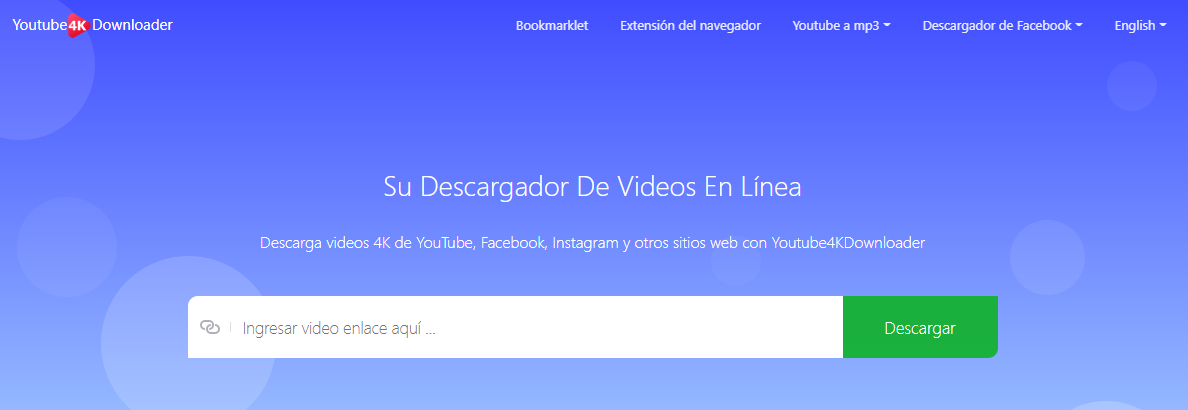 Youtube4K Downloader
Bookmarklet
Extensión del navegador
Youtube a mp3
Descargador de Facebook
English
Su Descargador De Videos En Línea
Descarga videos 4K de YouTube, Facebook, Instagram y otros sitios web con Youtube4KDownloader
Ingresar video enlace aquí ...
Descargar